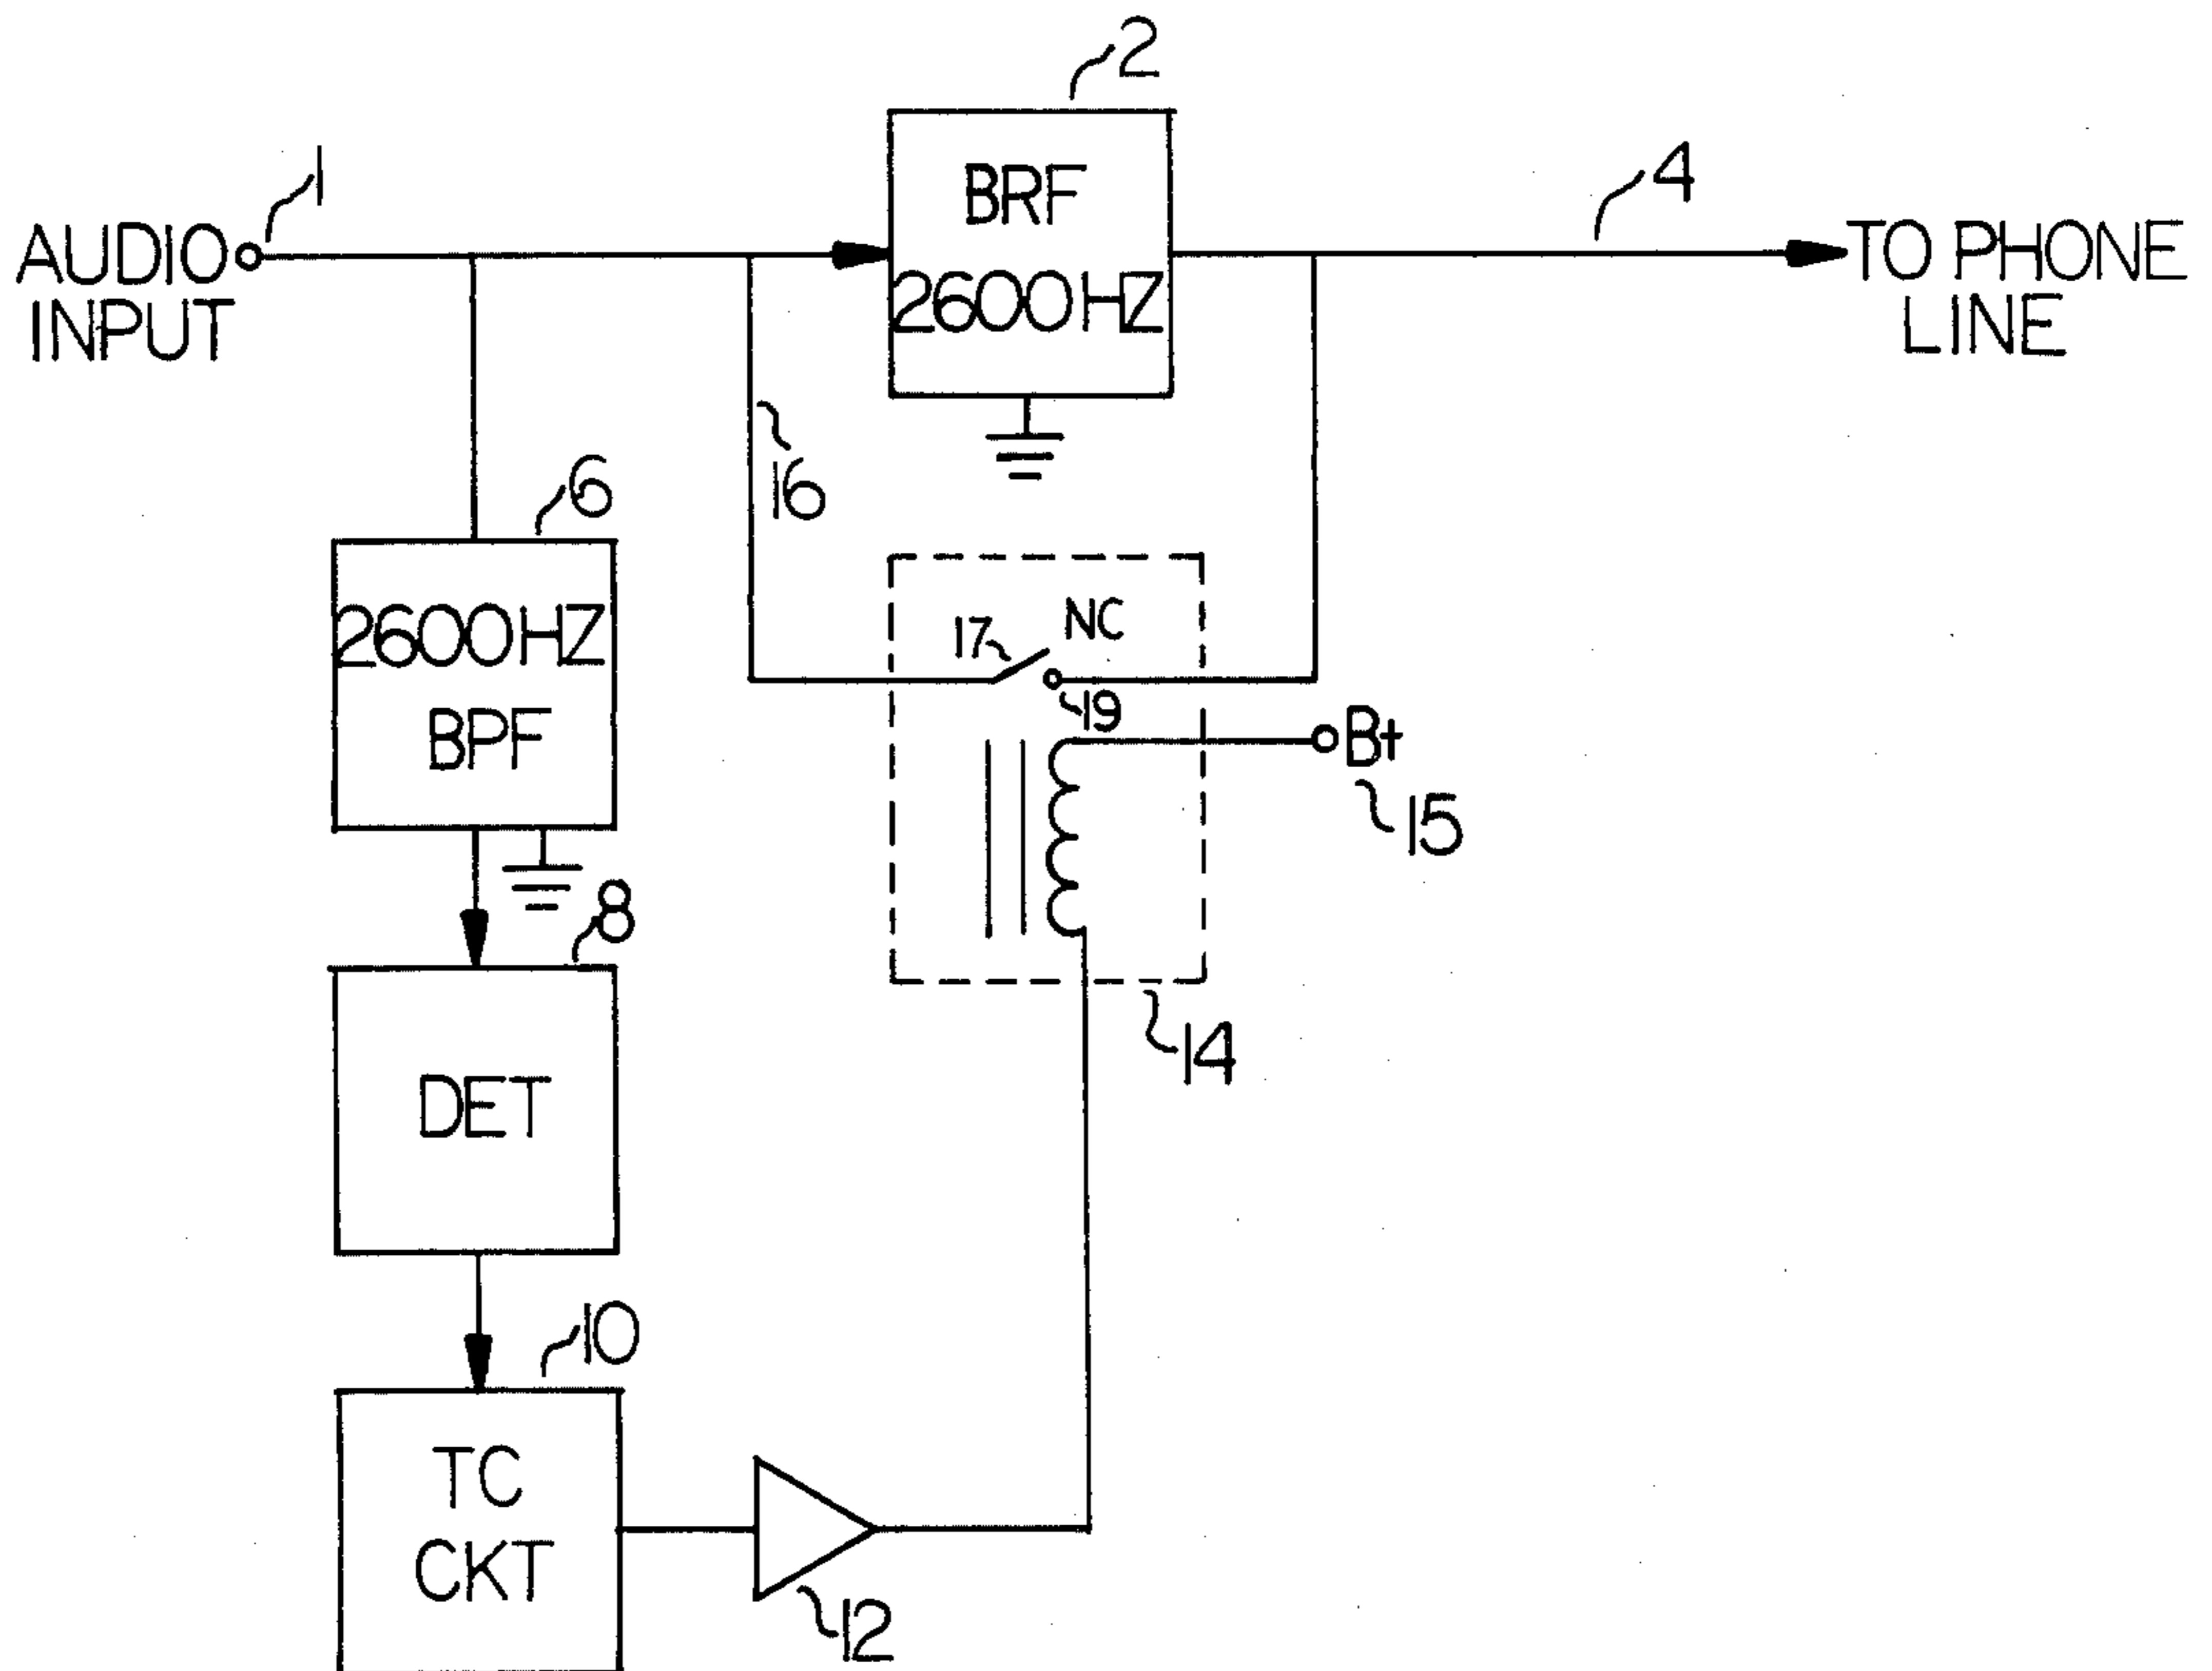 2
1
4
AUDIO
INPUT
BRF
2600HZ
TO PHONE
LINE
16
6
2600HZ
BPF
NC
17
19
B+
15
8
14
DET
10
TC
CKT
12